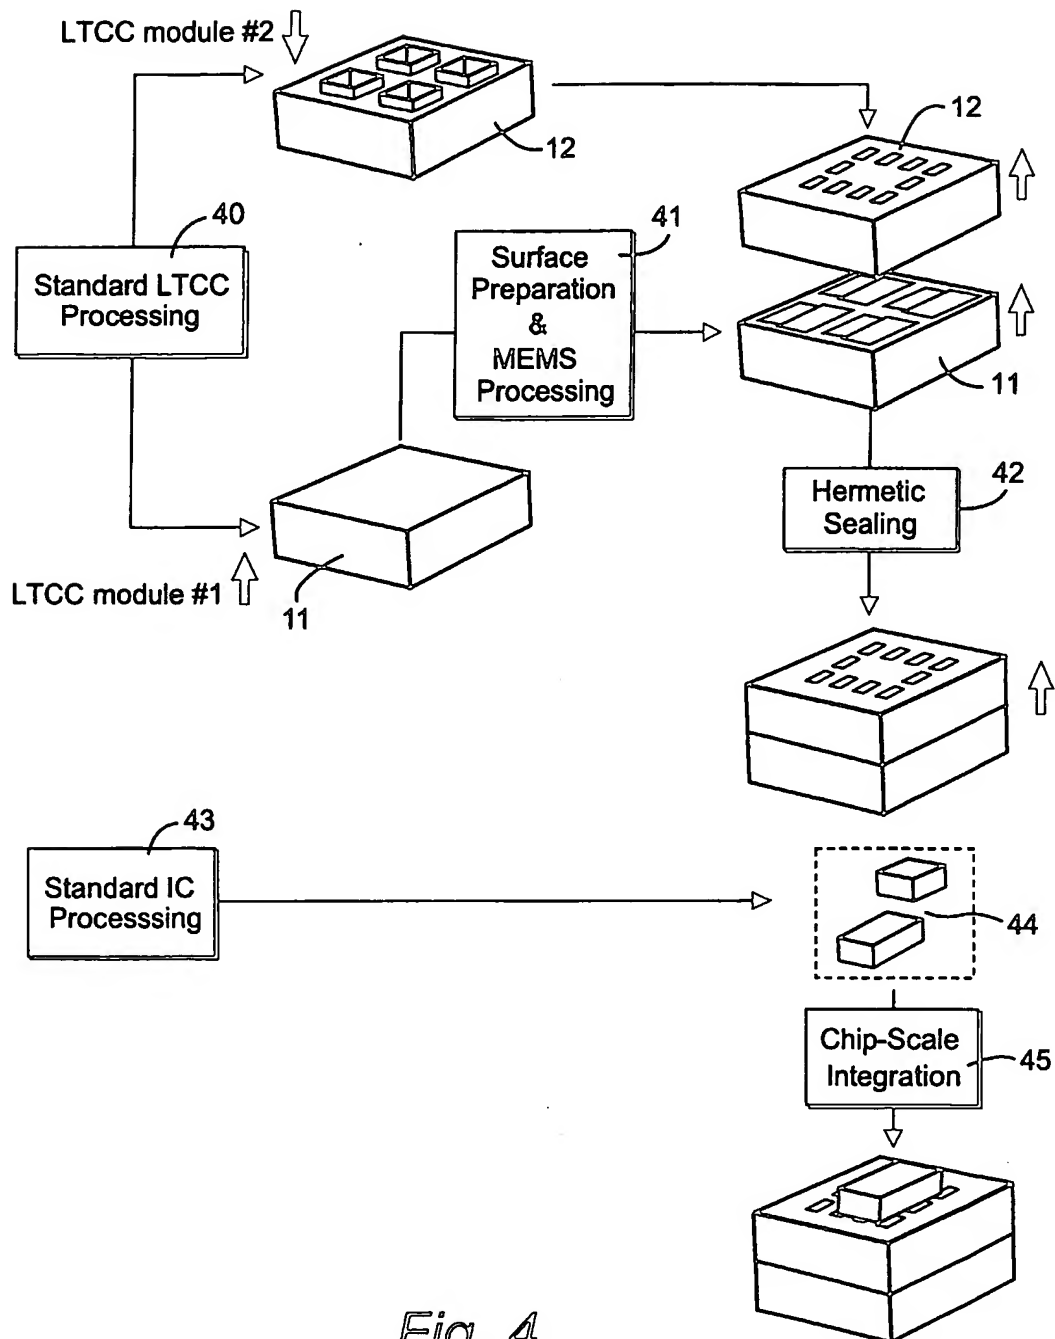 LTCC module #2
12
12
40
Standard LTCC
Processing
41
Surface
Preparation
&
MEMS
Processing
11
LTCC module #1
11
42
Hermetic
Sealing
43
Standard IC
Processsing
44
Chip-Scale
Integration
45
Fig. 4